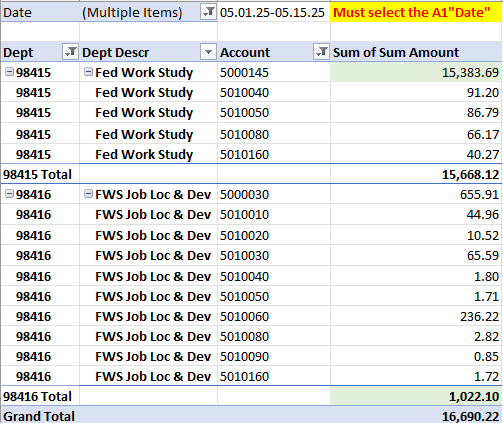 Date (Multiple Items) 05.01.25-05.15.25 Must select the A1"Date"
Dept Dept Descr Account Sum of Sum Amount
98415 Fed Work Study 5000145 15,383.69
98415 Fed Work Study 5010040 91.20
98415 Fed Work Study 5010050 86.79
98415 Fed Work Study 5010080 66.17
98415 Fed Work Study 5010160 40.27
98415 Total 15,668.12
98416 FWS Job Loc & Dev 5000030 655.91
98416 FWS Job Loc & Dev 5010010 44.96
98416 FWS Job Loc & Dev 5010020 10.52
98416 FWS Job Loc & Dev 5010030 65.59
98416 FWS Job Loc & Dev 5010040 1.80
98416 FWS Job Loc & Dev 5010050 1.71
98416 FWS Job Loc & Dev 5010060 236.22
98416 FWS Job Loc & Dev 5010080 2.82
98416 FWS Job Loc & Dev 5010090 0.85
98416 FWS Job Loc & Dev 5010160 1.72
98416 Total 1,022.10
Grand Total 16,690.22